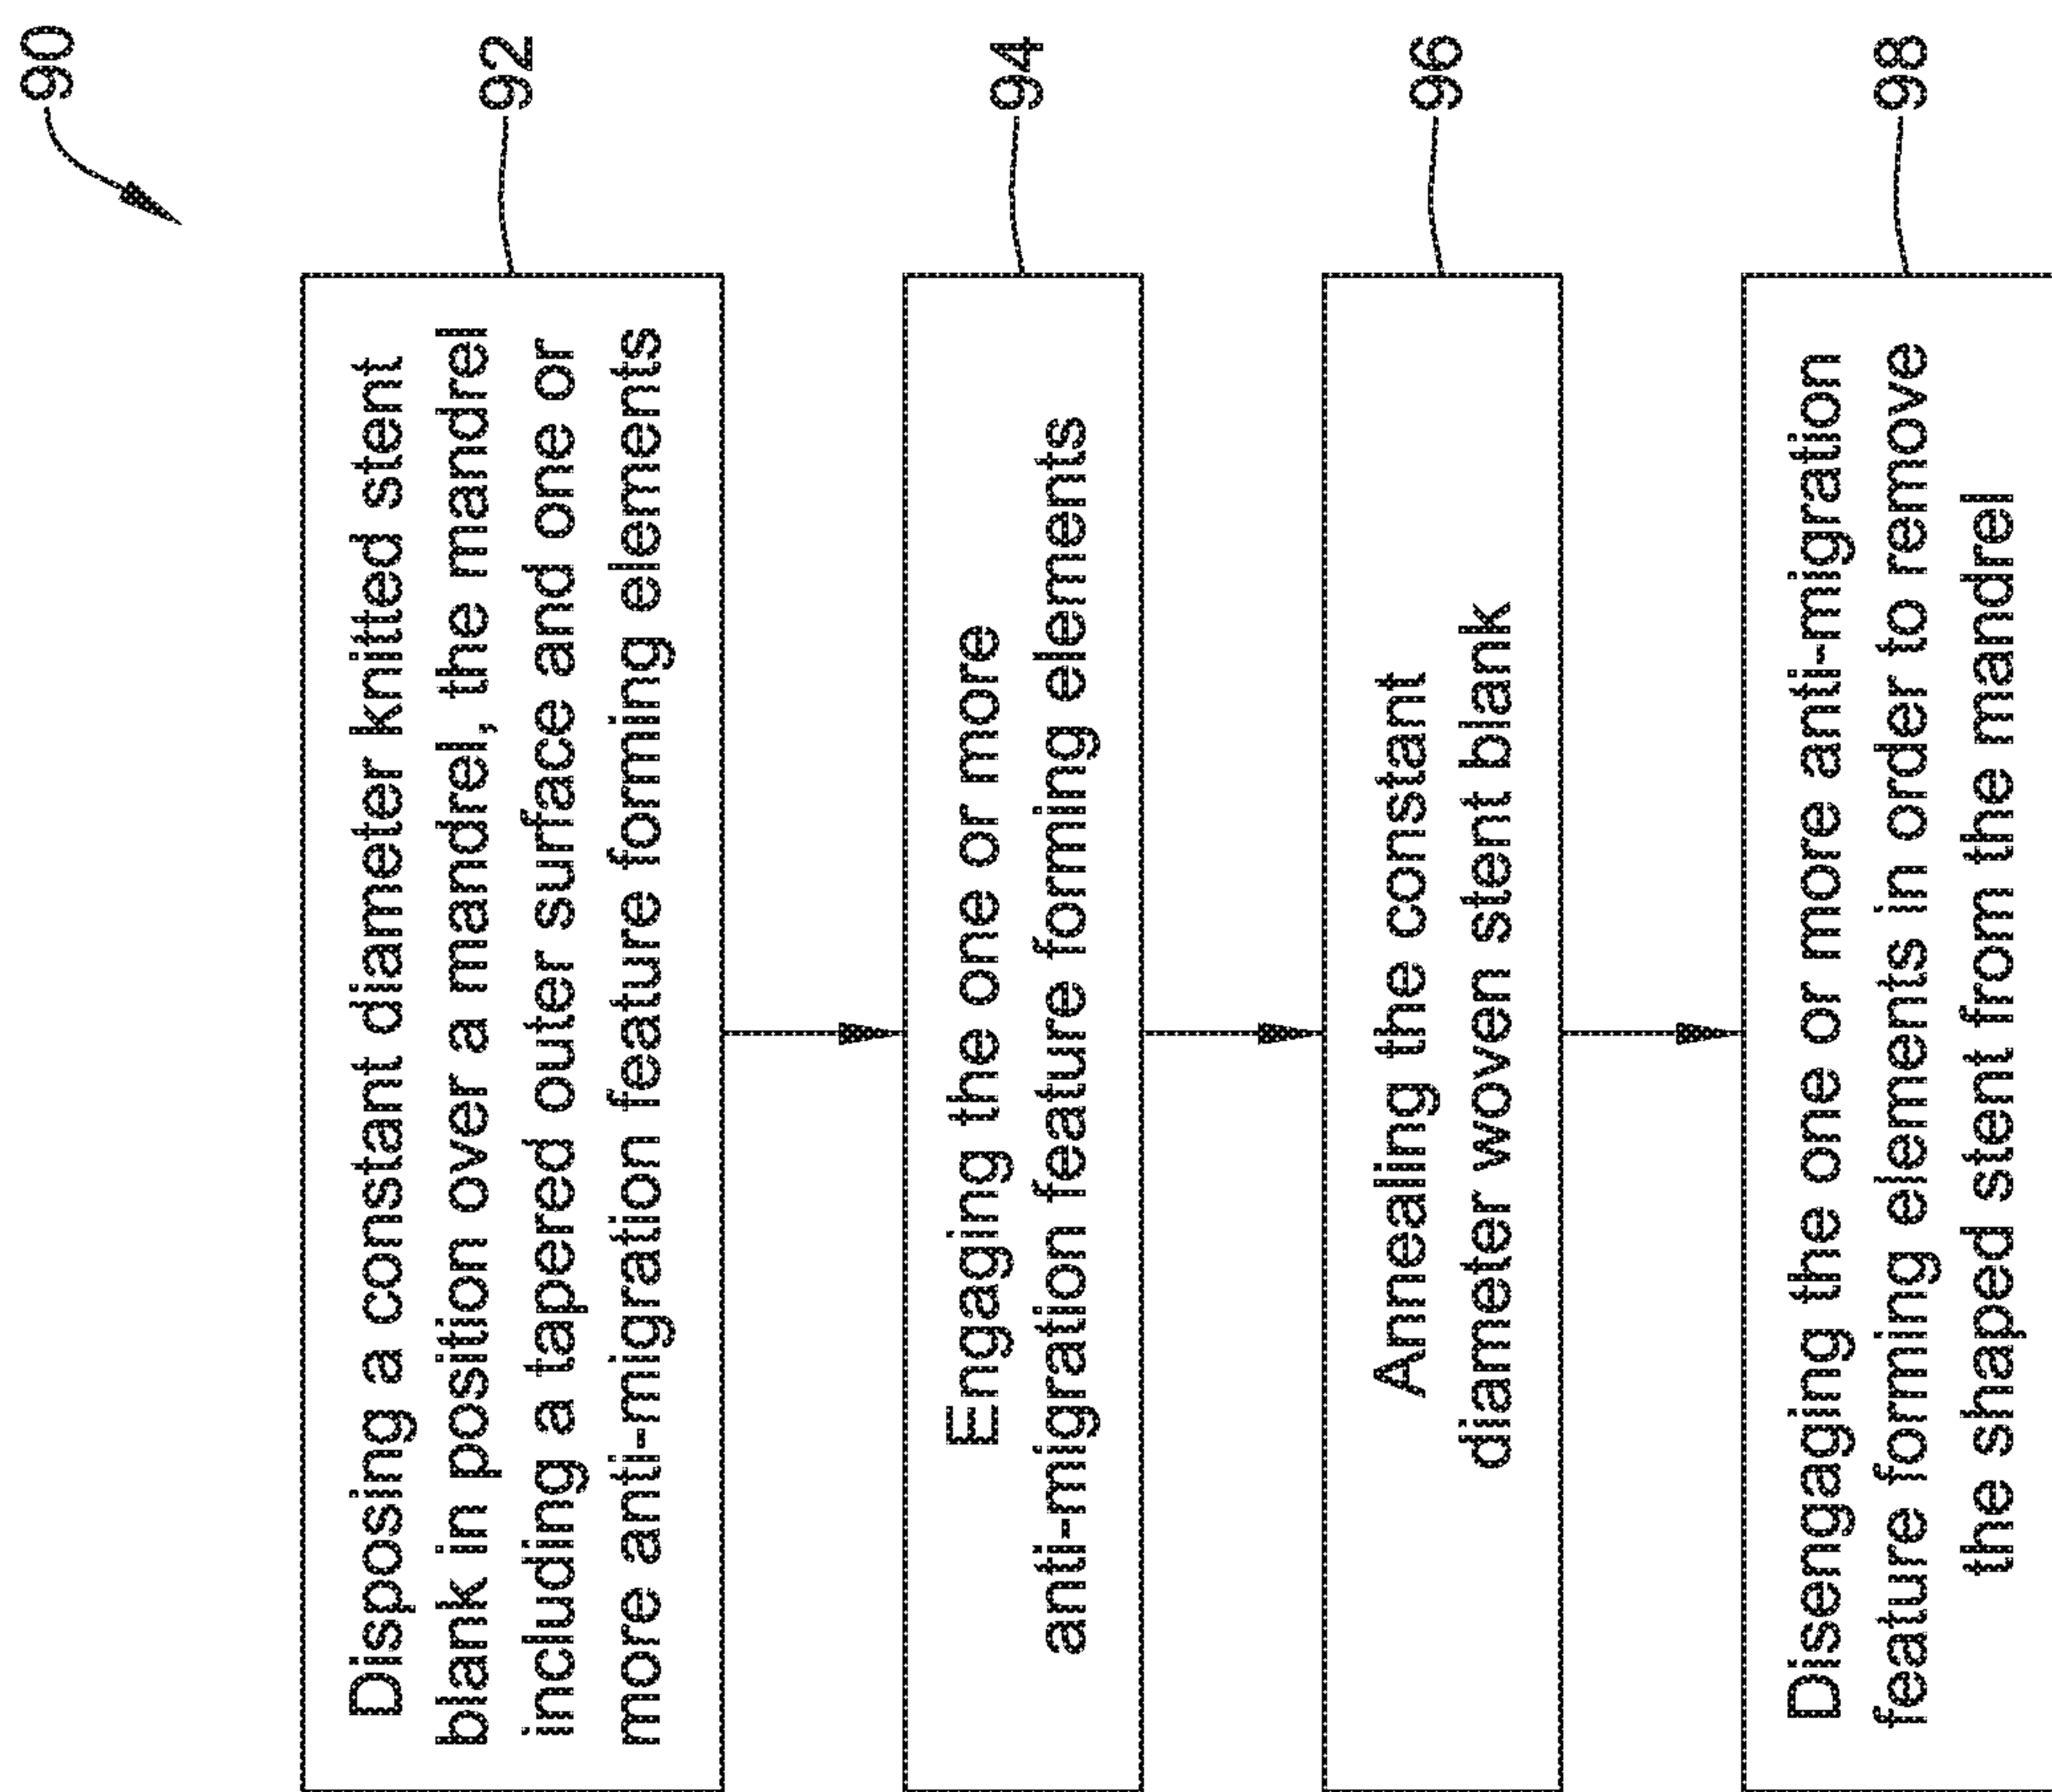 90
Disposing a constant diameter knitted stent
blank in position over a mandrel, the mandrel
including a tapered outer surface and one or
more anti-migration feature forming elements
92
Engaging the one or more
anti-migration feature forming elements
94
Annealing the constant
diameter woven stent blank
96
Disengaging the one or more anti-migration
feature forming elements in order to remove
the shaped stent from the mandrel
98